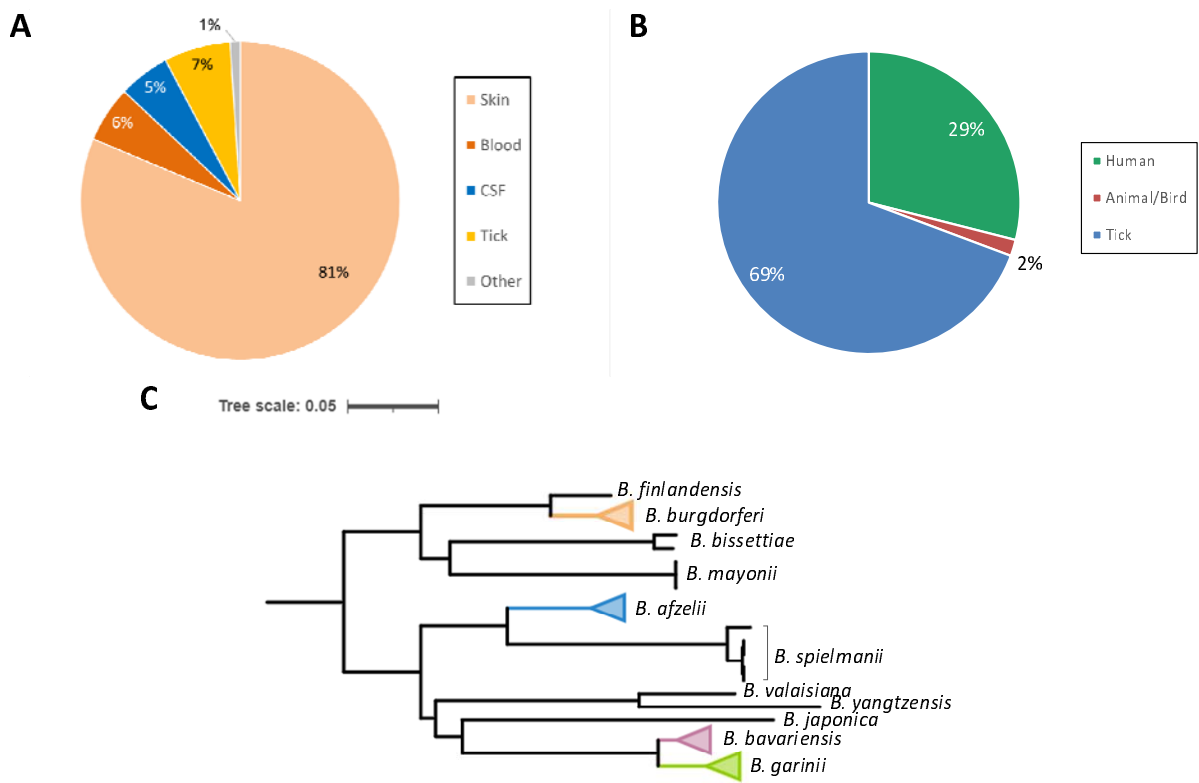 A
1%
7%
5%
6%
81%
Skin
Blood
CSF
Tick
Other
B
29%
2%
69%
Human
Animal/Bird
Tick
C
Tree scale: 0.05
B. finlandensis
B. burgdorferi
B. bissettiae
B. mayonii
B. afzelii
B. spielmanii
B. valaisiana
B. yangtzensis
B. japonica
B. bavariensis
B. garinii